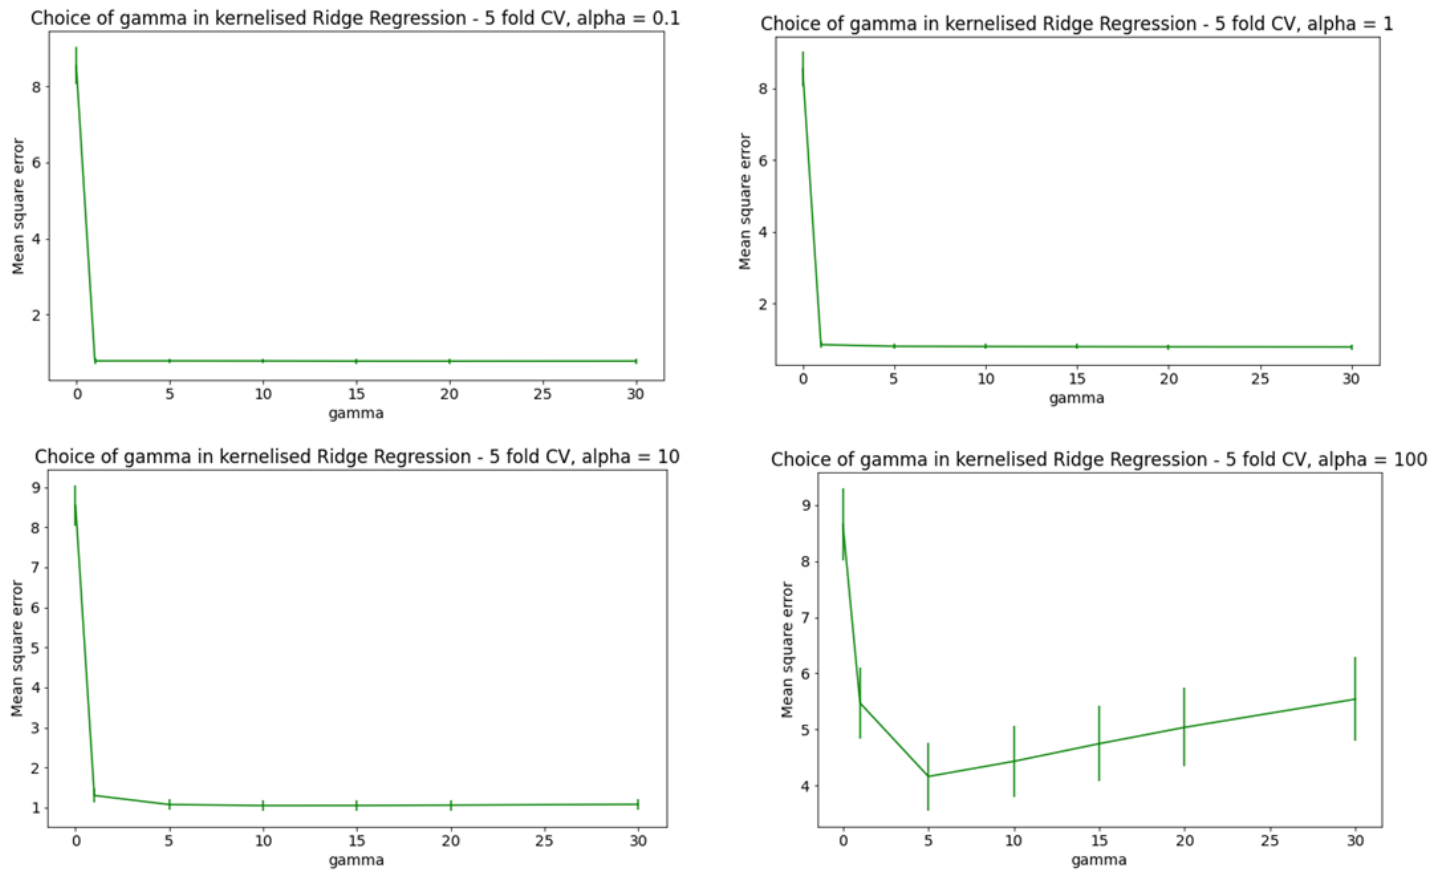 Choice of gamma in kernelised Ridge Regression - 5 fold CV, alpha = 0.1
8
6
4
2
Mean square error
0 5 10 15 20 25 30
gamma
Choice of gamma in kernelised Ridge Regression - 5 fold CV, alpha = 1
8
6
4
2
Mean square error
0 5 10 15 20 25 30
gamma
Choice of gamma in kernelised Ridge Regression - 5 fold CV, alpha = 10
9
8
7
6
5
4
3
2
1
Mean square error
0 5 10 15 20 25 30
gamma
Choice of gamma in kernelised Ridge Regression - 5 fold CV, alpha = 100
9
8
7
6
5
4
Mean square error
0 5 10 15 20 25 30
gamma